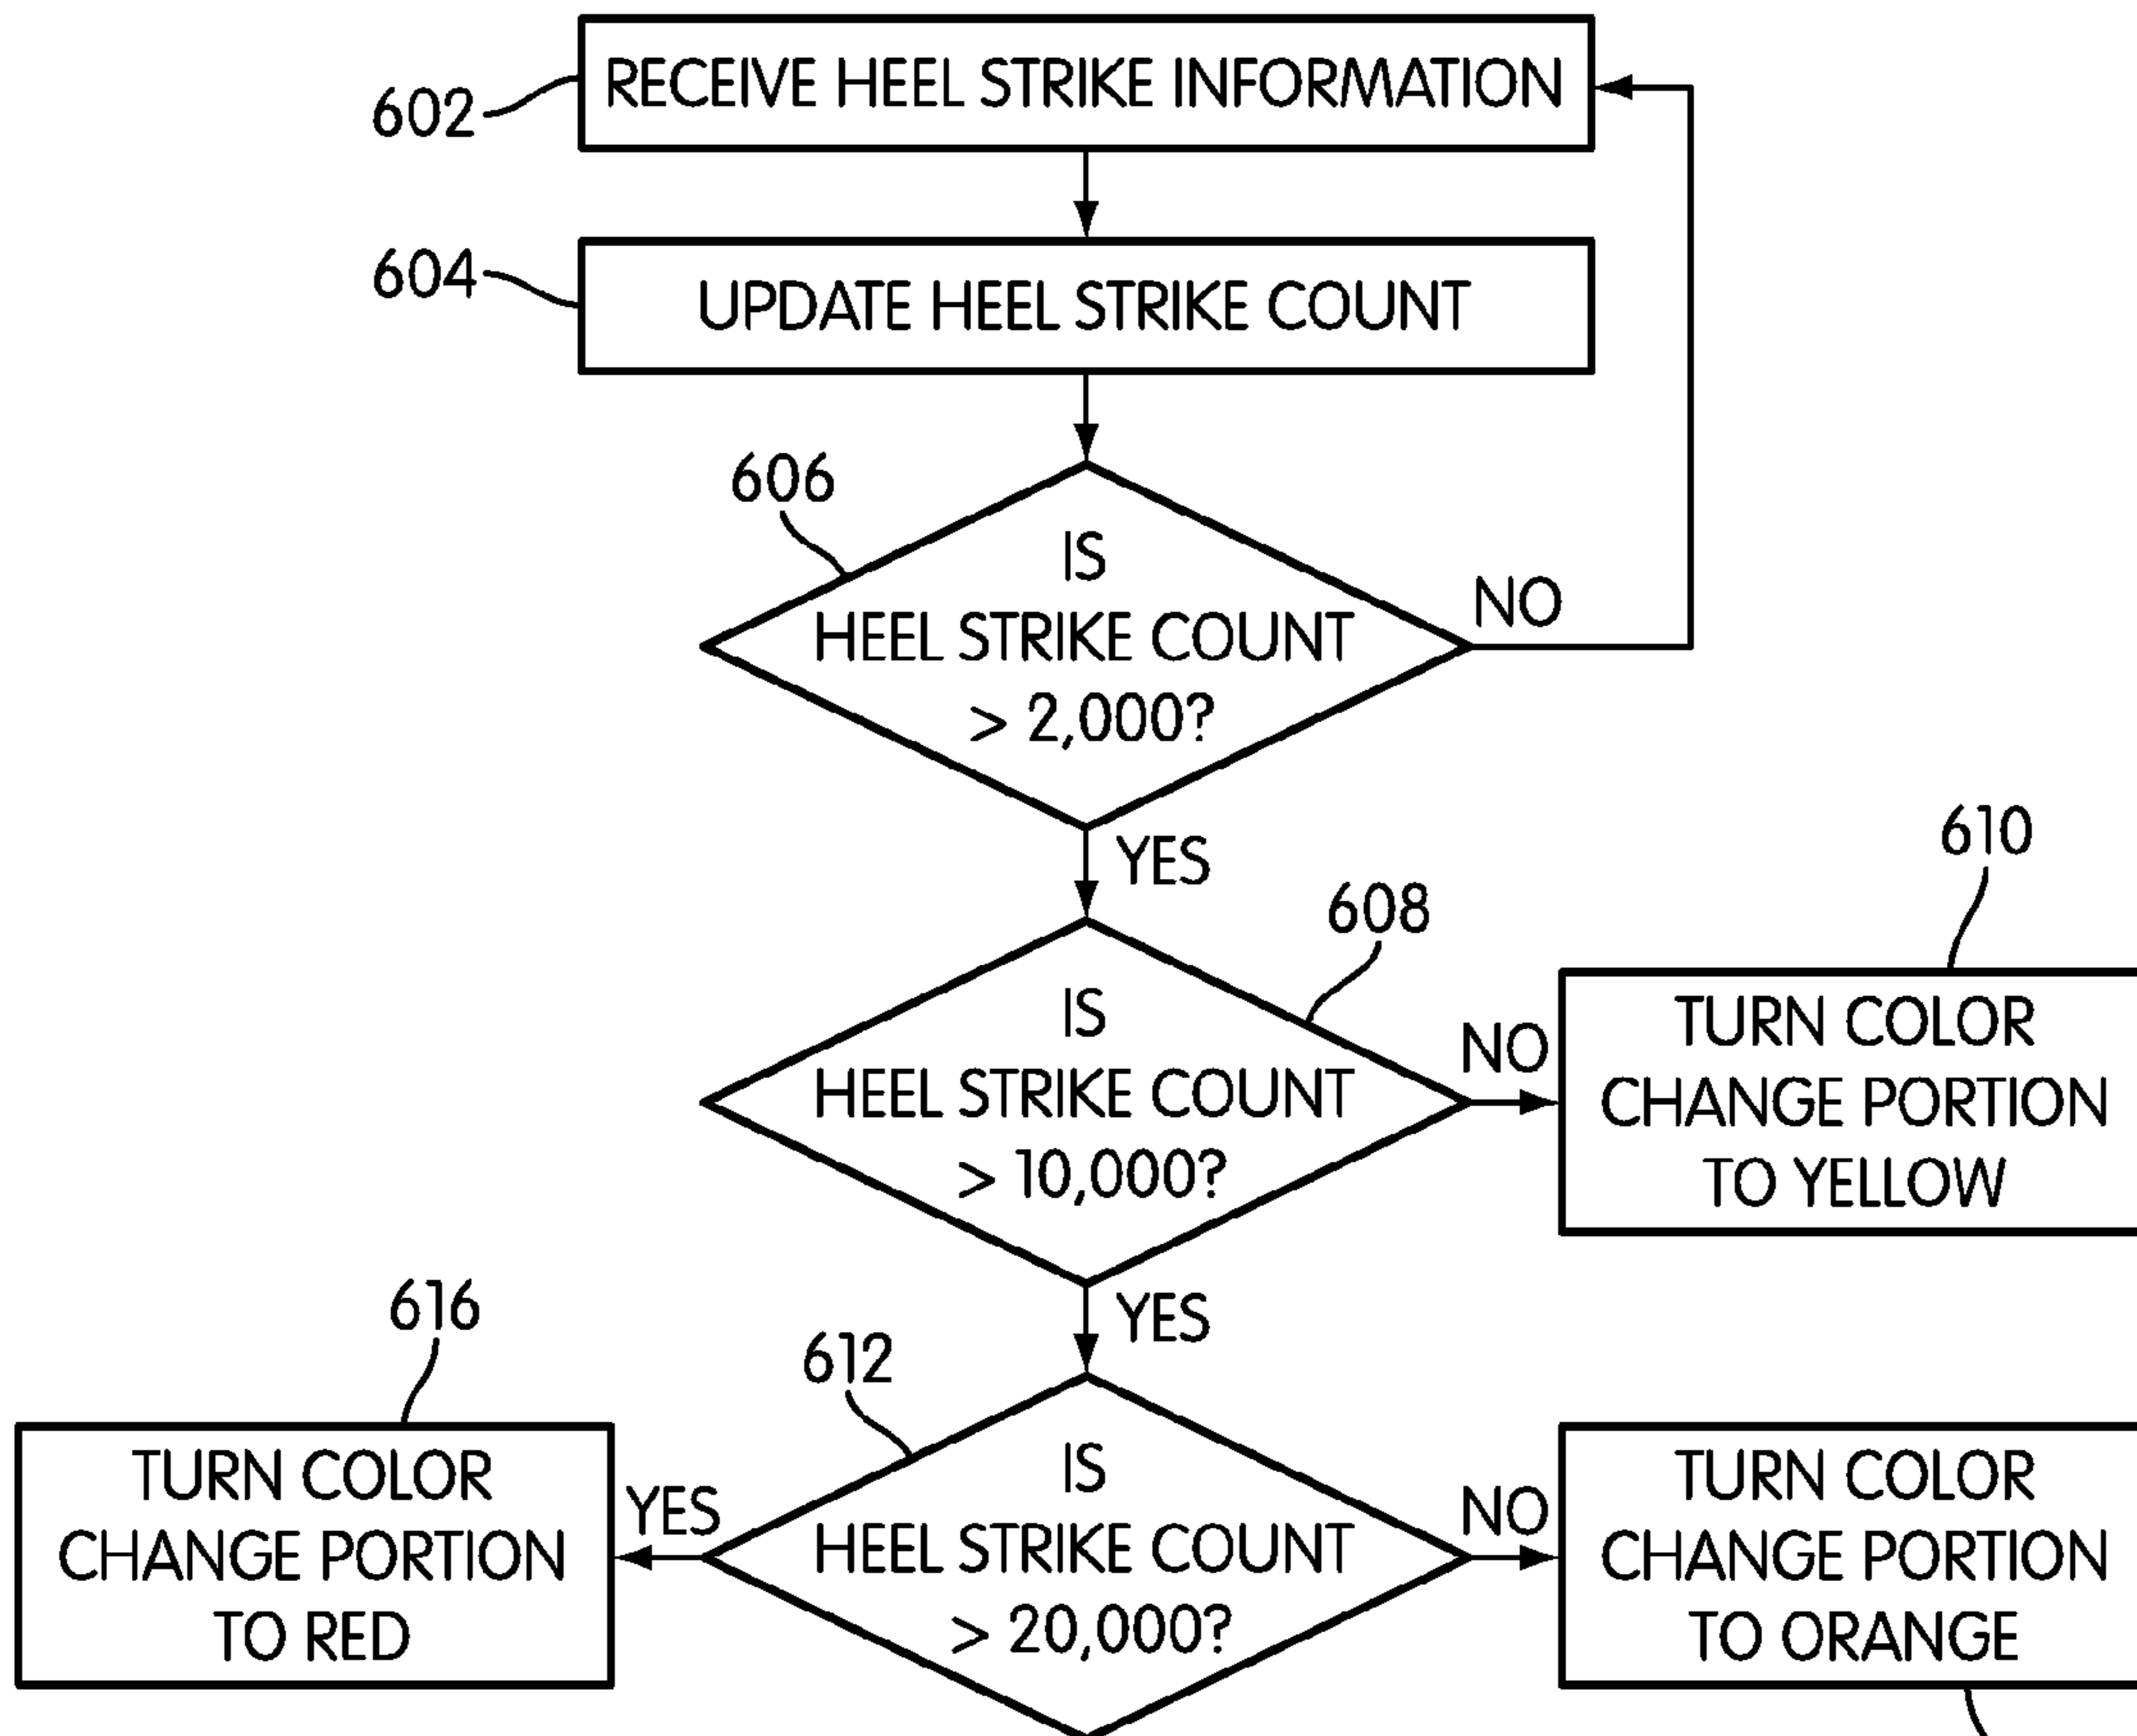 RECEIVE HEEL STRIKE INFORMATION
602
604
UPDATE HEEL STRIKE COUNT
606
IS
HEEL STRIKE COUNT
> 2,000?
NO
YES
608
610
IS
HEEL STRIKE COUNT
> 10,000?
NO
TURN COLOR
CHANGE PORTION
TO YELLOW
YES
616
612
TURN COLOR
CHANGE PORTION
TO RED
YES
IS
HEEL STRIKE COUNT
> 20,000?
NO
TURN COLOR
CHANGE PORTION
TO ORANGE